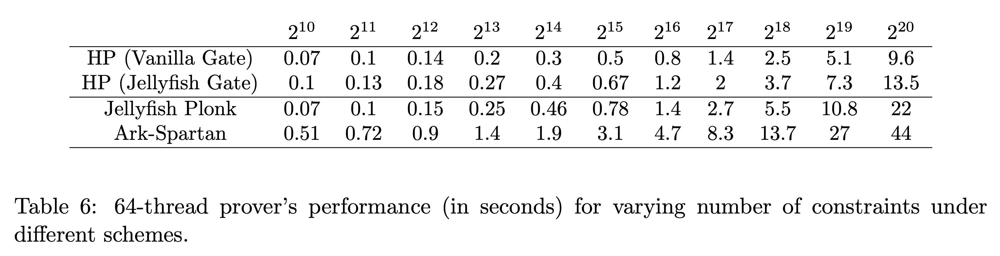 2^10 2^11 2^12 2^13 2^14 2^15 2^16 2^17 2^18 2^19 2^20
HP (Vanilla Gate) 0.07 0.1 0.14 0.2 0.3 0.5 0.8 1.4 2.5 5.1 9.6
HP (Jellyfish Gate) 0.1 0.13 0.18 0.27 0.4 0.67 1.2 2 3.7 7.3 13.5
Jellyfish Plonk 0.07 0.1 0.15 0.25 0.46 0.78 1.4 2.7 5.5 10.8 22
Ark-Spartan 0.51 0.72 0.9 1.4 1.9 3.1 4.7 8.3 13.7 27 44
Table 6: 64-thread prover’s performance (in seconds) for varying number of constraints under
different schemes.